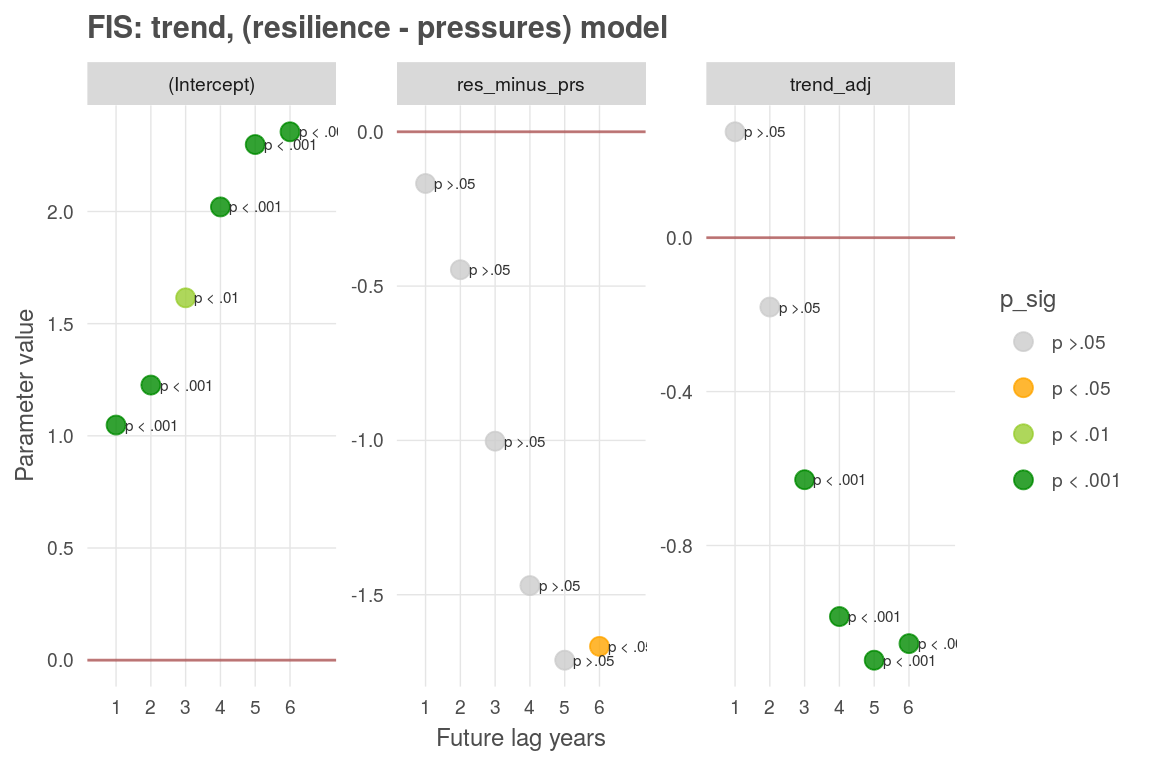 FIS: trend, (resilience - pressures) model
(Intercept)
res_minus_prs
trend_adj
Parameter value
2.0
1.5
1.0
0.5
0.0
p < .001
p < .001
p < .01
p < .001
p < .001
p < .00
1 2 3 4 5 6
0.0
-0.5
-1.0
-1.5
p >.05
p >.05
p >.05
p >.05
p >.05
p < .05
1 2 3 4 5 6
0.0
-0.4
-0.8
p >.05
p >.05
p < .001
p < .001
p < .001
p < .00
1 2 3 4 5 6
Future lag years
p_sig
p >.05
p < .05
p < .01
p < .001